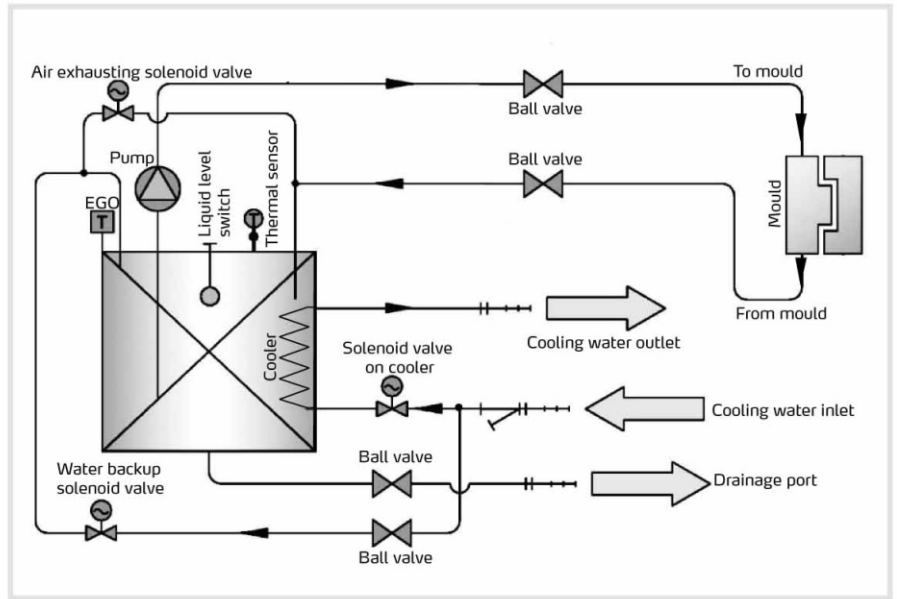 Air exhausting solenoid valve
To mould
Ball valve
Pump
Ball valve
EGO
T
Liquid level
switch
T
Thermal sensor
Mould
From mould
Cooling water outlet
Cooler
Solenoid valve
on cooler
Cooling water inlet
Ball valve
Drainage port
Water backup
solenoid valve
Ball valve